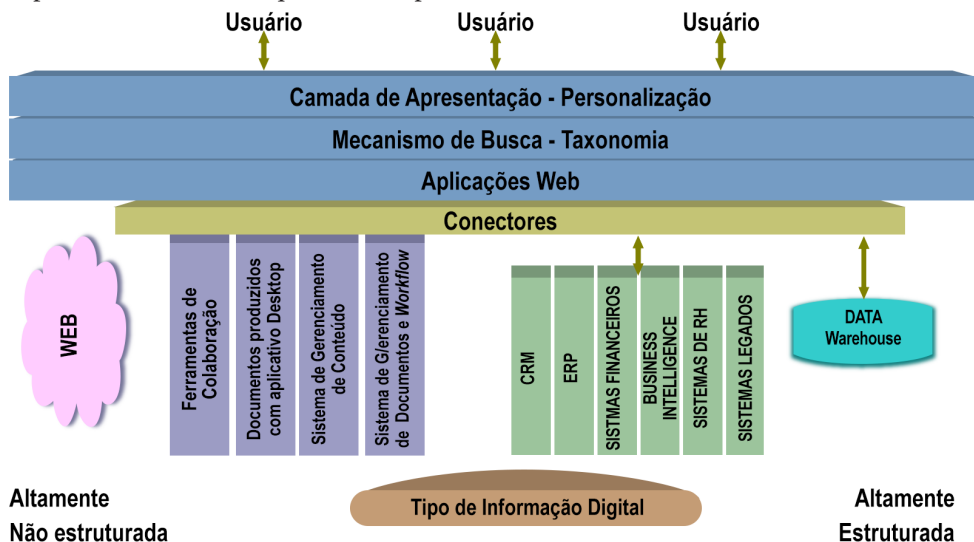 Usuário Usuário Usuário
Camada de Apresentação - Personalização
Mecanismo de Busca - Taxonomia
Aplicações Web
Conectores
WEB
Ferramentas de
Colaboração
Documentos produzidos
com aplicativo Desktop
Sistema de Gerenciamento
de Conteúdo
Sistema de G/erenciamento
de Documentos e Workflow
CRM
ERP
SISTMAS FINANCEIROS
BUSINESS
INTELLIGENCE
SISTEMAS DE RH
SISTEMAS LEGADOS
DATA
Warehouse
Altamente
Não estruturada
Tipo de Informação Digital
Altamente
Estruturada